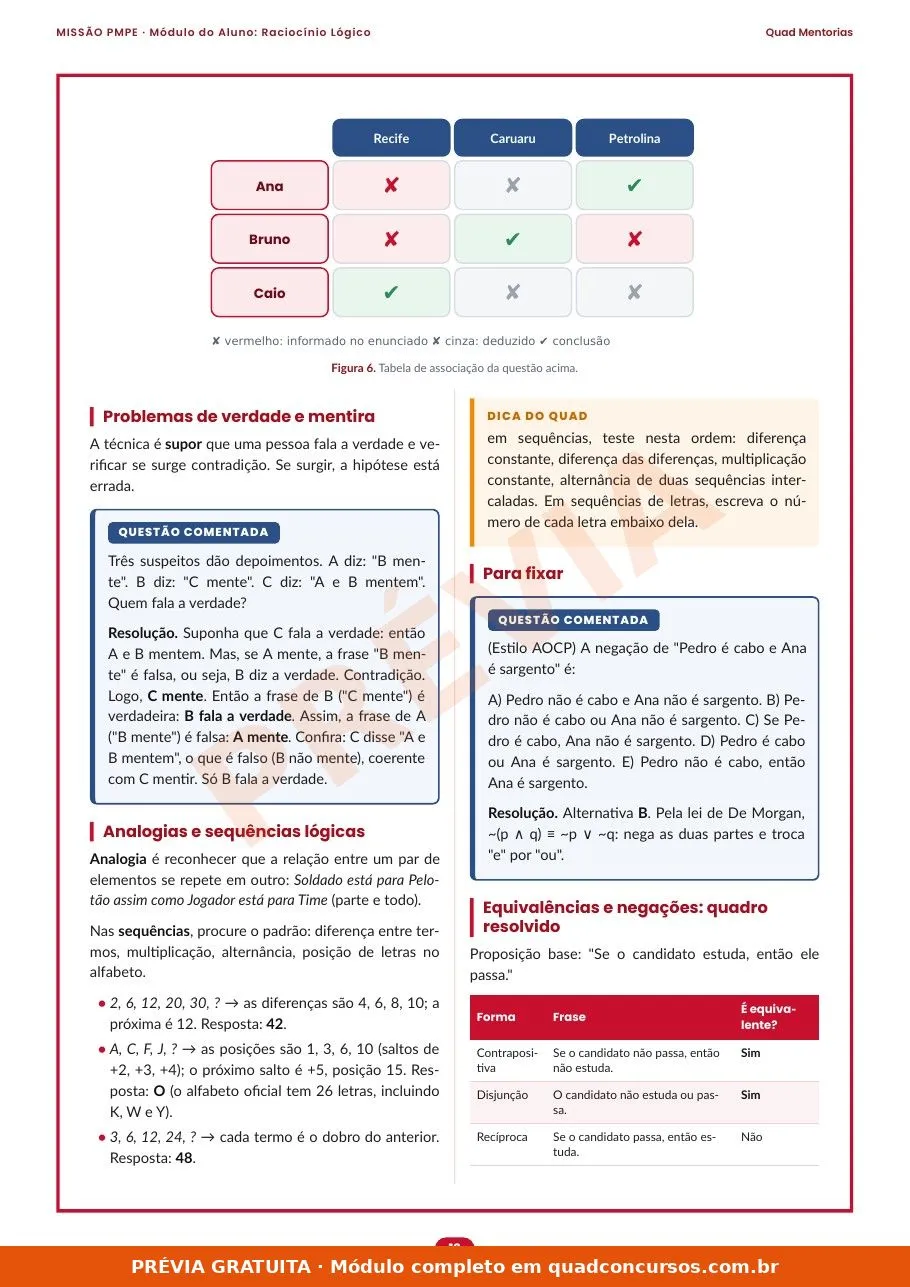 MISSÃO PMPE · Módulo do Aluno: Raciocínio Lógico
Quad Mentorias
Recife Caruaru Petrolina
Ana ✘ ✘ ✔
Bruno ✘ ✔ ✘
Caio ✔ ✘ ✘
✘ vermelho: informado no enunciado ✘ cinza: deduzido ✔ conclusão
Figura 6. Tabela de associação da questão acima.
Problemas de verdade e mentira
A técnica é supor que uma pessoa fala a verdade e ve-
rificar se surge contradição. Se surgir, a hipótese está
errada.
QUESTÃO COMENTADA
Três suspeitos dão depoimentos. A diz: "B men-
te". B diz: "C mente". C diz: "A e B mentem".
Quem fala a verdade?
Resolução. Suponha que C fala a verdade: então
A e B mentem. Mas, se A mente, a frase "B men-
te" é falsa, ou seja, B diz a verdade. Contradição.
Logo, C mente. Então a frase de B ("C mente") é
verdadeira: B fala a verdade. Assim, a frase de A
("B mente") é falsa: A mente. Confira: C disse "A e
B mentem", o que é falso (B não mente), coerente
com C mentir. Só B fala a verdade.
Analogias e sequências lógicas
Analogia é reconhecer que a relação entre um par de
elementos se repete em outro: Soldado está para Pelo-
tão assim como Jogador está para Time (parte e todo).
Nas sequências, procure o padrão: diferença entre ter-
mos, multiplicação, alternância, posição de letras no
alfabeto.
• 2, 6, 12, 20, 30, ? → as diferenças são 4, 6, 8, 10; a
próxima é 12. Resposta: 42.
• A, C, F, J, ? → as posições são 1, 3, 6, 10 (saltos de
+2, +3, +4); o próximo salto é +5, posição 15. Res-
posta: O (o alfabeto oficial tem 26 letras, incluindo
K, W e Y).
• 3, 6, 12, 24, ? → cada termo é o dobro do anterior.
Resposta: 48.
DICA DO QUAD
em sequências, teste nesta ordem: diferença
constante, diferença das diferenças, multiplicação
constante, alternância de duas sequências inter-
caladas. Em sequências de letras, escreva o nú-
mero de cada letra embaixo dela.
Para fixar
QUESTÃO COMENTADA
(Estilo AOCP) A negação de "Pedro é cabo e Ana
é sargento" é:
A) Pedro não é cabo e Ana não é sargento. B) Pe-
dro não é cabo ou Ana não é sargento. C) Se Pe-
dro é cabo, Ana não é sargento. D) Pedro é cabo
ou Ana é sargento. E) Pedro não é cabo, então
Ana é sargento.
Resolução. Alternativa B. Pela lei de De Morgan,
~(p ∧ q) ≡ ~p ∨ ~q: nega as duas partes e troca
"e" por "ou".
Equivalências e negações: quadro
resolvido
Proposição base: "Se o candidato estuda, então ele
passa."
Forma Frase É equiva-
lente?
Contraposi- Se o candidato não passa, então Sim
tiva não estuda.
Disjunção O candidato não estuda ou pas- Sim
sa.
Recíproca Se o candidato passa, então es- Não
tuda.
PRÉVIA
PRÉVIA GRATUITA · Módulo completo em quadconcursos.com.br